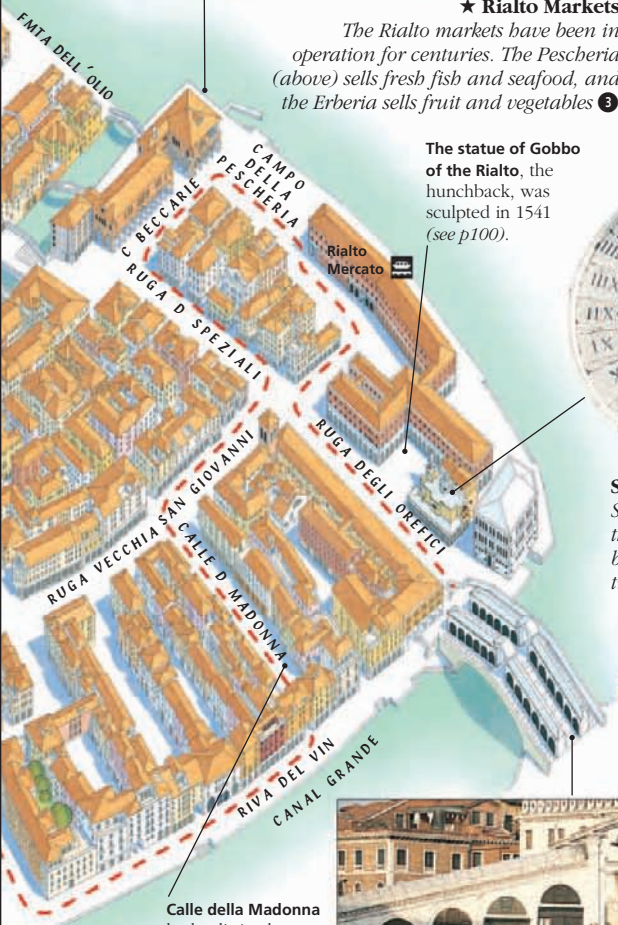 ★ Rialto Markets
The Rialto markets have been in
operation for centuries. The Pescheria
(above) sells fresh fish and seafood, and
the Erberia sells fruit and vegetables ❸
FMTA DELL´OLIO
The statue of Gobbo
of the Rialto, the
hunchback, was
sculpted in 1541
(see p100).
CAMPO
DELLA
PESCHERIA
C BECCARIE
Rialto
Mercato
RUGA D SPEZIALI
RUGA DEGLI OREFICI
RUGA VECCHIA SAN GIOVANNI
CALLE D MADONNA
RIVA DEL VIN
CANAL GRANDE
Calle della Madonna